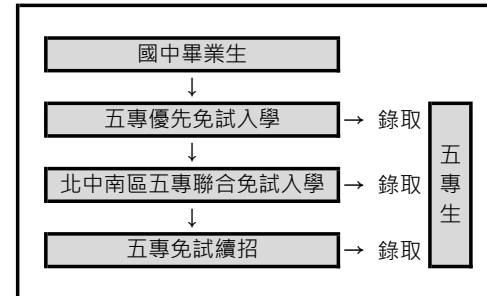 國中畢業生
↓
五專優先免試入學 → 錄取
↓
北中南區五專聯合免試入學 → 錄取
↓
五專免試續招 → 錄取
五專生